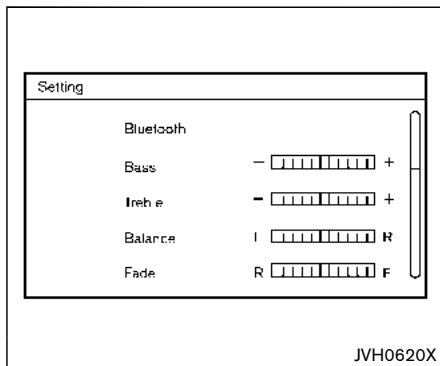 Setting
Bluetooth
Bass − +
Treble − +
Balance L R
Fade R F
JVH0620X